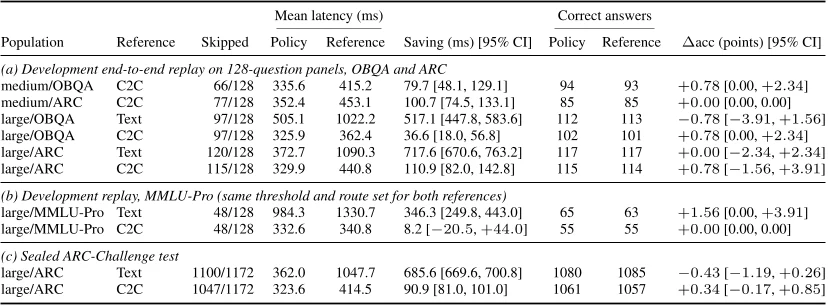 Mean latency (ms) Correct answers
Population Reference Skipped Policy Reference Saving (ms) [95% CI] Policy Reference Δacc (points) [95% CI]
(a) Development end-to-end replay on 128-question panels, OBQA and ARC
medium/OBQA C2C 66/128 335.6 415.2 79.7 [48.1, 129.1] 94 93 +0.78 [0.00, +2.34]
medium/ARC C2C 77/128 352.4 453.1 100.7 [74.5, 133.1] 85 85 +0.00 [0.00, 0.00]
large/OBQA Text 97/128 505.1 1022.2 517.1 [447.8, 583.6] 112 113 −0.78 [−3.91, +1.56]
large/OBQA C2C 97/128 325.9 362.4 36.6 [18.0, 56.8] 102 101 +0.78 [0.00, +2.34]
large/ARC Text 120/128 372.7 1090.3 717.6 [670.6, 763.2] 117 117 +0.00 [−2.34, +2.34]
large/ARC C2C 115/128 329.9 440.8 110.9 [82.0, 142.8] 115 114 +0.78 [−1.56, +3.91]
(b) Development replay, MMLU-Pro (same threshold and route set for both references)
large/MMLU-Pro Text 48/128 984.3 1330.7 346.3 [249.8, 443.0] 65 63 +1.56 [0.00, +3.91]
large/MMLU-Pro C2C 48/128 332.6 340.8 8.2 [−20.5, +44.0] 55 55 +0.00 [0.00, 0.00]
(c) Sealed ARC-Challenge test
large/ARC Text 1100/1172 362.0 1047.7 685.6 [669.6, 700.8] 1080 1085 −0.43 [−1.19, +0.26]
large/ARC C2C 1047/1172 323.6 414.5 90.9 [81.0, 101.0] 1061 1057 +0.34 [−0.17, +0.85]